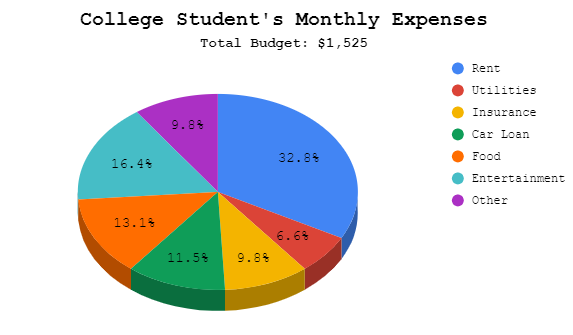 College Student's Monthly Expenses
Total Budget: $1,525
Rent
Utilities
Insurance
Car Loan
Food
Entertainment
Other
32.8%
6.6%
9.8%
11.5%
13.1%
16.4%
9.8%